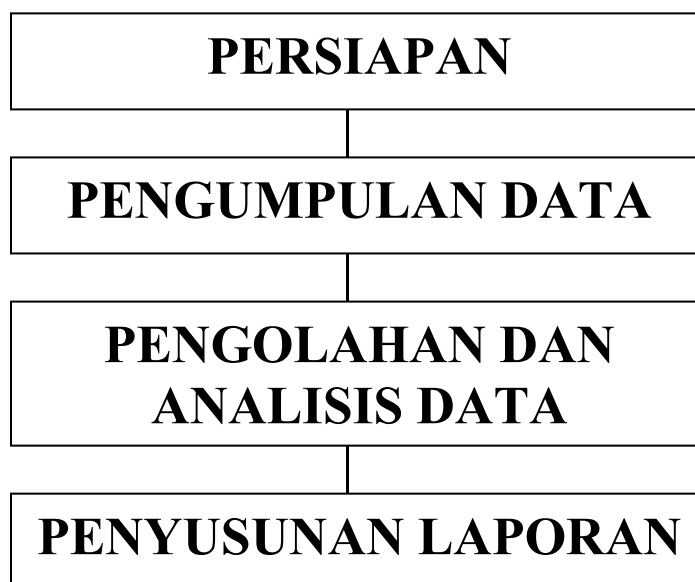 PERSIAPAN
PENGUMPULAN DATA
PENGOLAHAN DAN
ANALISIS DATA
PENYUSUNAN LAPORAN